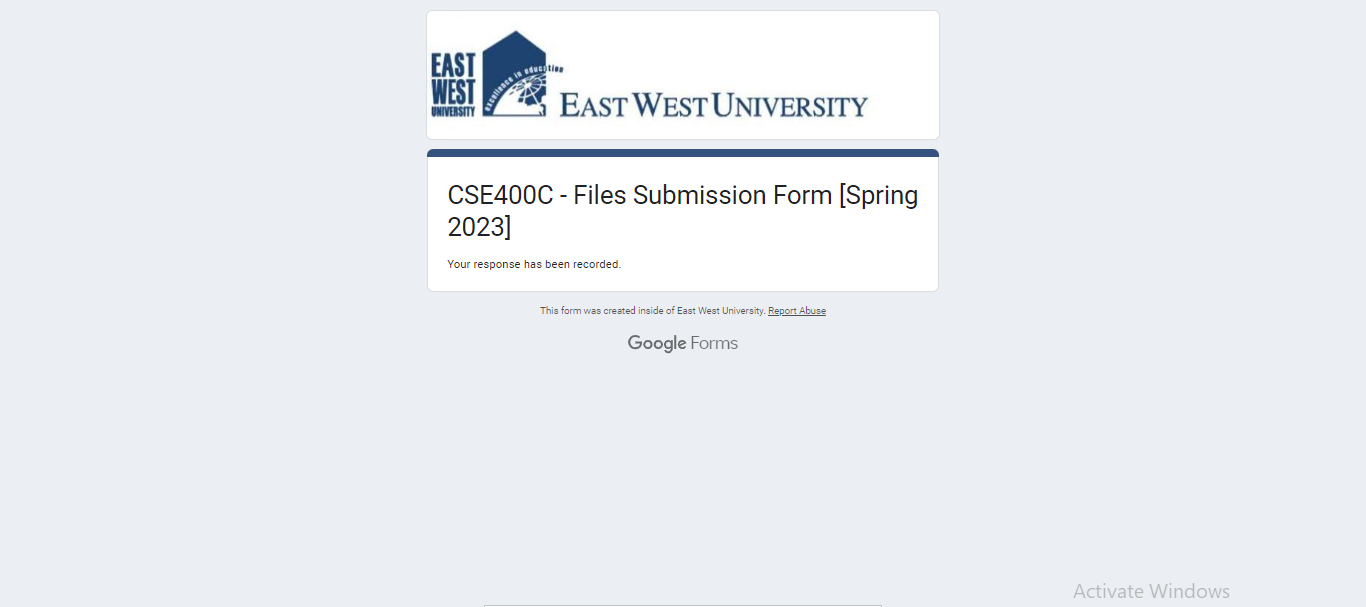 EAST
WEST
UNIVERSITY
excellence in education
EAST WEST UNIVERSITY
CSE400C - Files Submission Form [Spring
2023]
Your response has been recorded.
This form was created inside of East West University. Report Abuse
Google Forms
Activate Windows